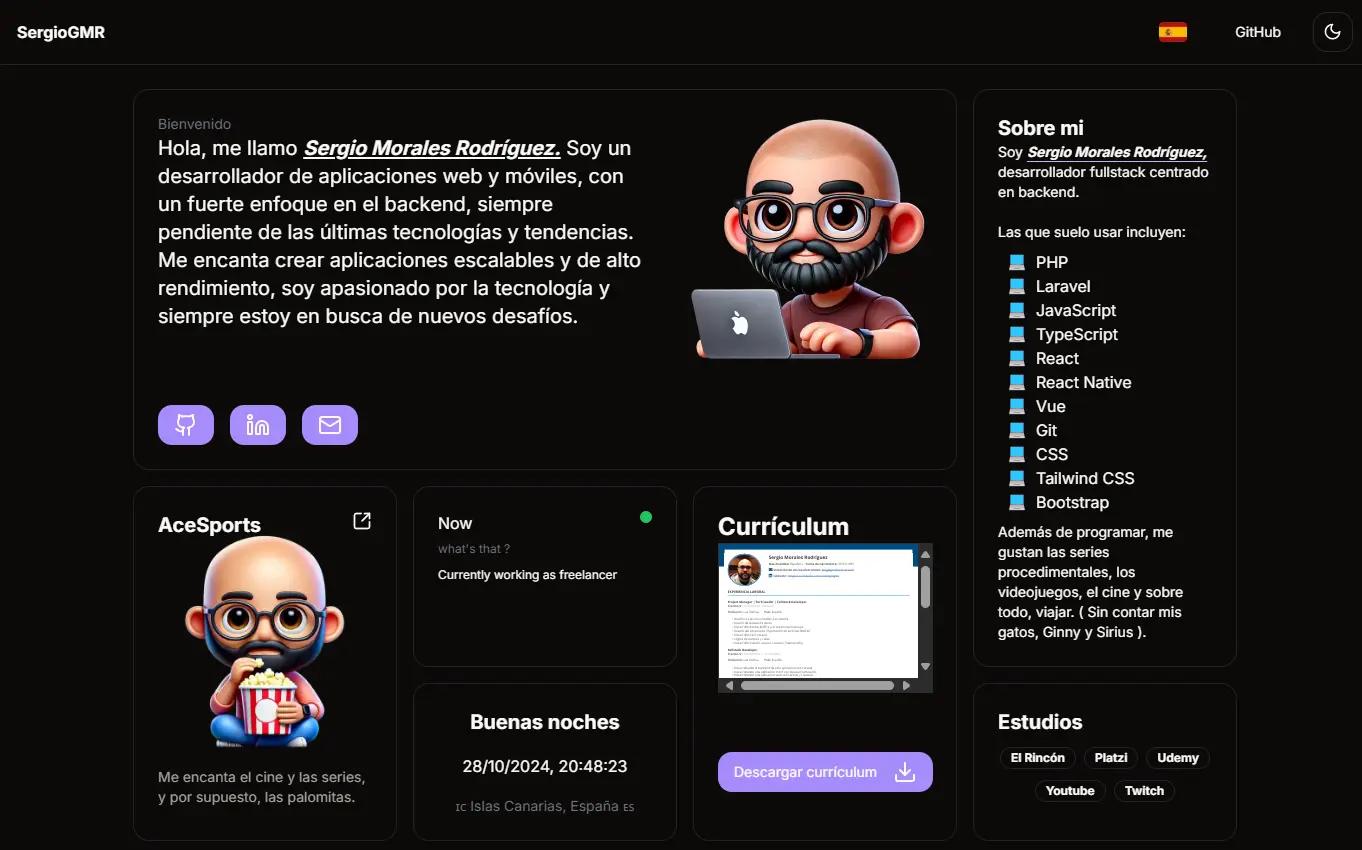 SergioGMR
GitHub
Bienvenido
Hola, me llamo Sergio Morales Rodríguez. Soy un
desarrollador de aplicaciones web y móviles, con
un fuerte enfoque en el backend, siempre
pendiente de las últimas tecnologías y tendencias.
Me encanta crear aplicaciones escalables y de alto
rendimiento, soy apasionado por la tecnología y
siempre estoy en busca de nuevos desafíos.
Sobre mi
Soy Sergio Morales Rodríguez,
desarrollador fullstack centrado
en backend.
Las que suelo usar incluyen:
PHP
Laravel
JavaScript
TypeScript
React
React Native
Vue
Git
CSS
Tailwind CSS
Bootstrap
Además de programar, me
gustan las series
procedimentales, los
videojuegos, el cine y sobre
todo, viajar. ( Sin contar mis
gatos, Ginny y Sirius ).
AceSports
Me encanta el cine y las series,
y por supuesto, las palomitas.
Now
what's that ?
Currently working as freelancer
Buenas noches
28/10/2024, 20:48:23
IC Islas Canarias, España ES
Currículum
Sergio Morales Rodríguez
EXPERIENCIA LABORAL
Descargar currículum
Estudios
El Rincón
Platzi
Udemy
Youtube
Twitch